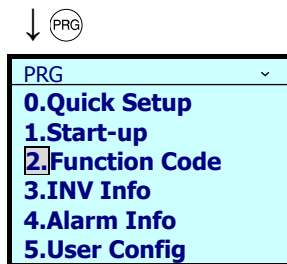 PRG
PRG
0.Quick Setup
1.Start-up
2.Function Code
3.INV Info
4.Alarm Info
5.User Config